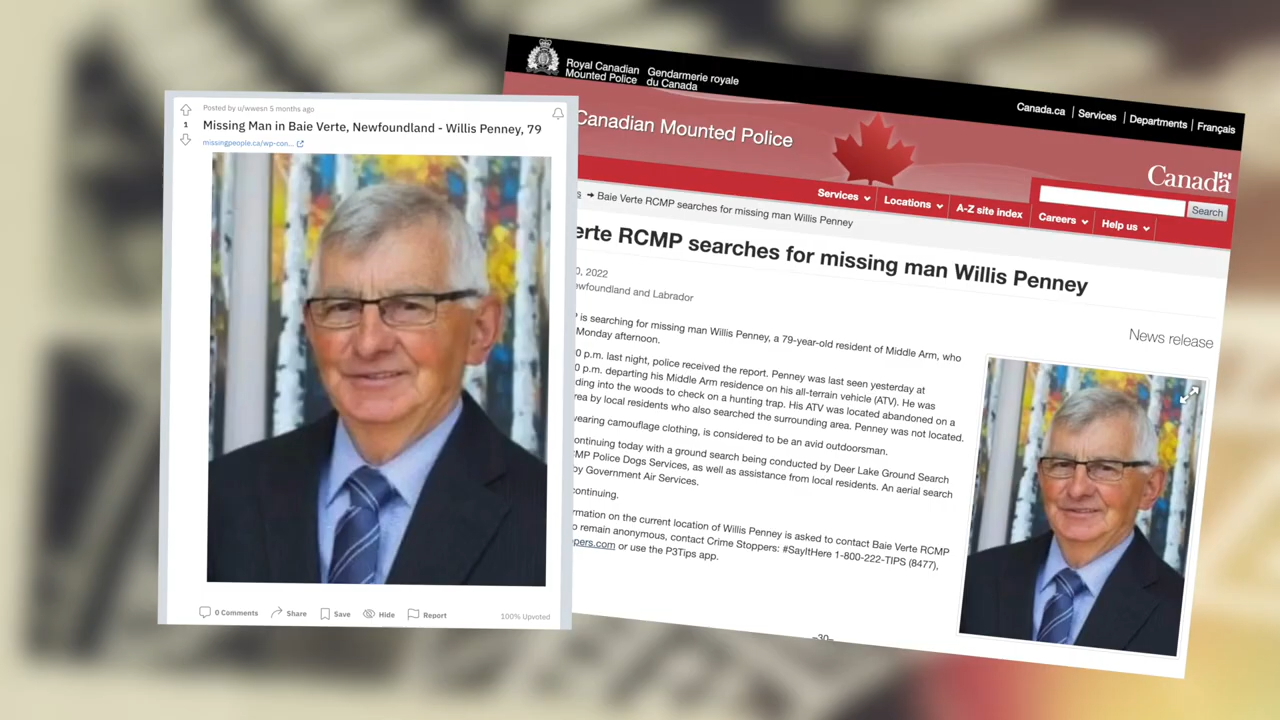 Posted by u/wwesn 5 months ago
1
Missing Man in Baie Verte, Newfoundland - Willis Penney, 79
missingpeople.ca/wp-con...
0 Comments
Share
Save
Hide
Report
100% Upvoted
Royal Canadian Mounted Police
Gendarmerie royale du Canada
Canada.ca
Services
Departments
Français
Canadian Mounted Police
Canada
Search
Services
Locations
A-Z site index
Careers
Help us
s → Baie Verte RCMP searches for missing man Willis Penney
erte RCMP searches for missing man Willis Penney
0, 2022
ewfoundland and Labrador
News release
P is searching for missing man Willis Penney, a 79-year-old resident of Middle Arm, who
Monday afternoon.
0 p.m. last night, police received the report. Penney was last seen yesterday at
0 p.m. departing his Middle Arm residence on his all-terrain vehicle (ATV). He was
ding into the woods to check on a hunting trap. His ATV was located abandoned on a
rea by local residents who also searched the surrounding area. Penney was not located.
wearing camouflage clothing, is considered to be an avid outdoorsman.
ontinuing today with a ground search being conducted by Deer Lake Ground Search
MP Police Dogs Services, as well as assistance from local residents. An aerial search
by Government Air Services.
continuing.
ormation on the current location of Willis Penney is asked to contact Baie Verte RCMP
o remain anonymous, contact Crime Stoppers: #SayItHere 1-800-222-TIPS (8477),
ppers.com or use the P3Tips app.
–30–